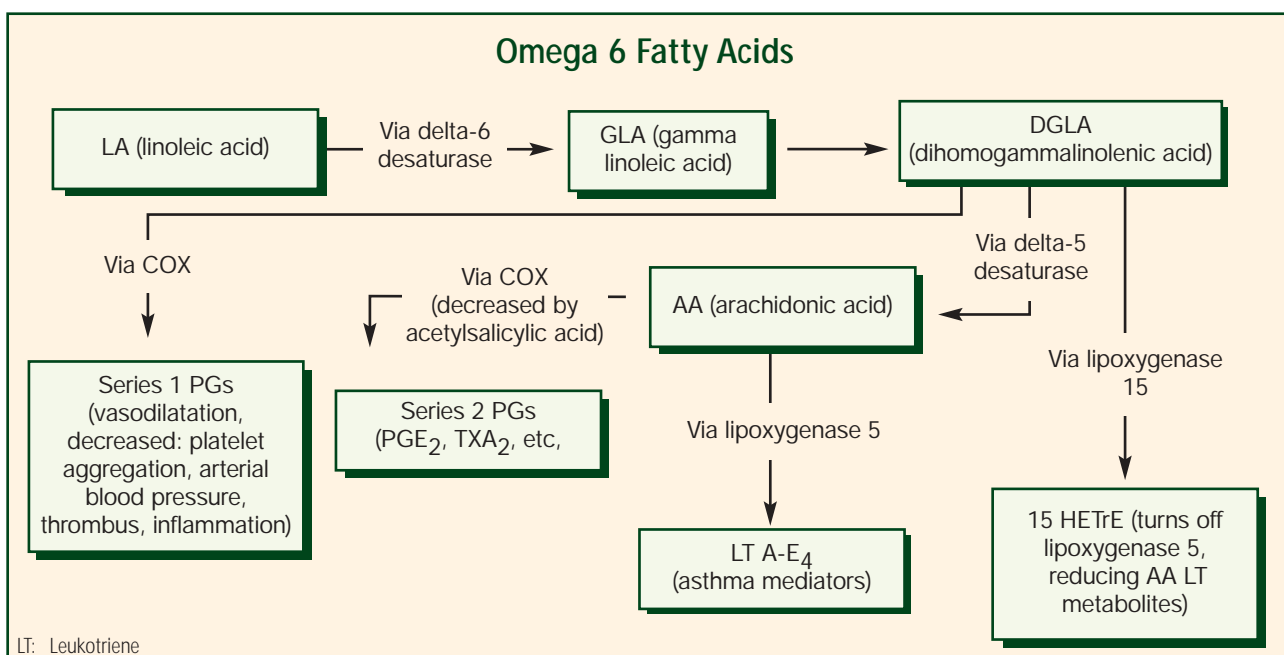 Omega 6 Fatty Acids
LA (linoleic acid)
Via delta-6
desaturase
GLA (gamma
linoleic acid)
DGLA
(dihomogammalinolenic acid)
Via COX
Via COX
(decreased by
acetylsalicylic acid)
AA (arachidonic acid)
Via delta-5
desaturase
Series 1 PGs
(vasodilatation,
decreased: platelet
aggregation, arterial
blood pressure,
thrombus, inflammation)
Series 2 PGs
(PGE₂, TXA₂, etc,
Via lipoxygenase 5
Via lipoxygenase
15
LT A-E₄
(asthma mediators)
15 HETrE (turns off
lipoxygenase 5,
reducing AA LT
metabolites)
LT: Leukotriene